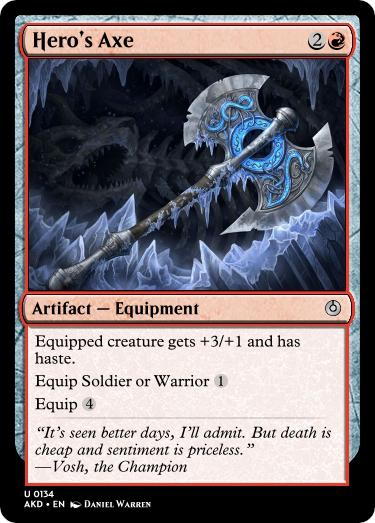 Hero's Axe 2
Artifact — Equipment
Equipped creature gets +3/+1 and has
haste.
Equip Soldier or Warrior 1
Equip 4
"It's seen better days, I'll admit. But death is
cheap and sentiment is priceless."
—Vosh, the Champion
U 0134
AKD • EN Daniel Warren